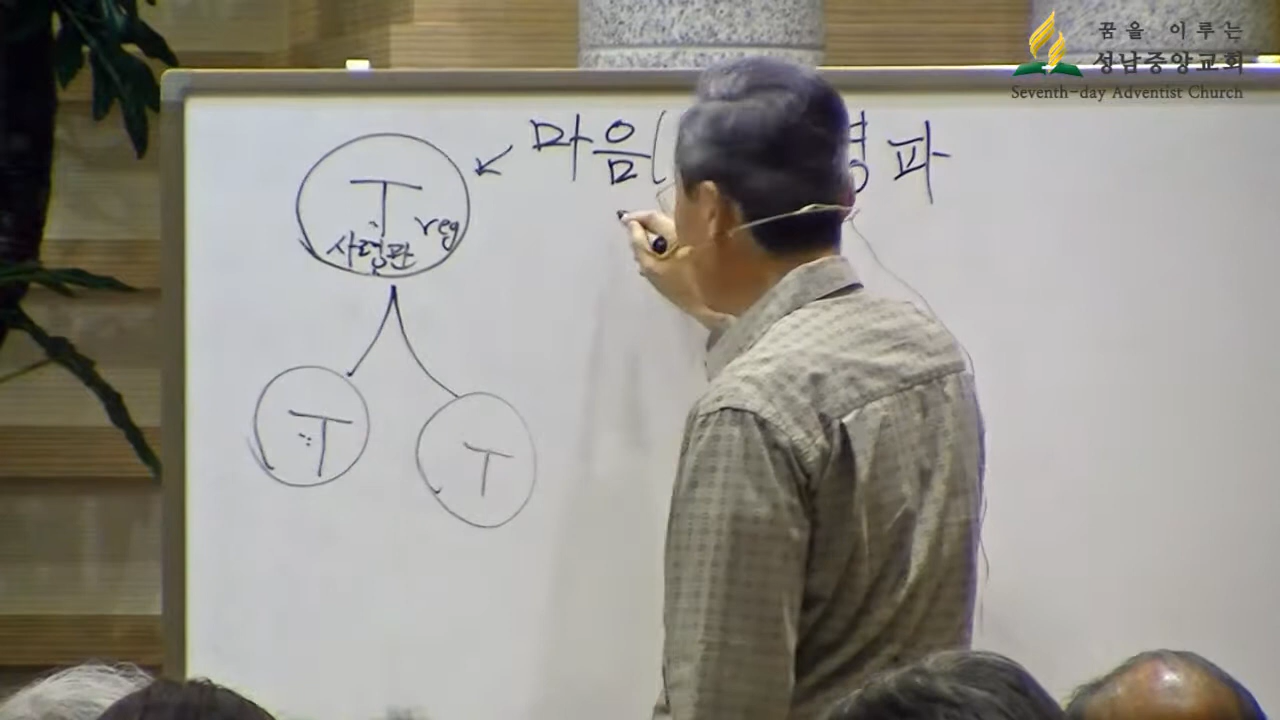 꿈을 이루는
성남중앙교회
Seventh-day Adventist Church
마음( 파
T
reg
사령관
T
T